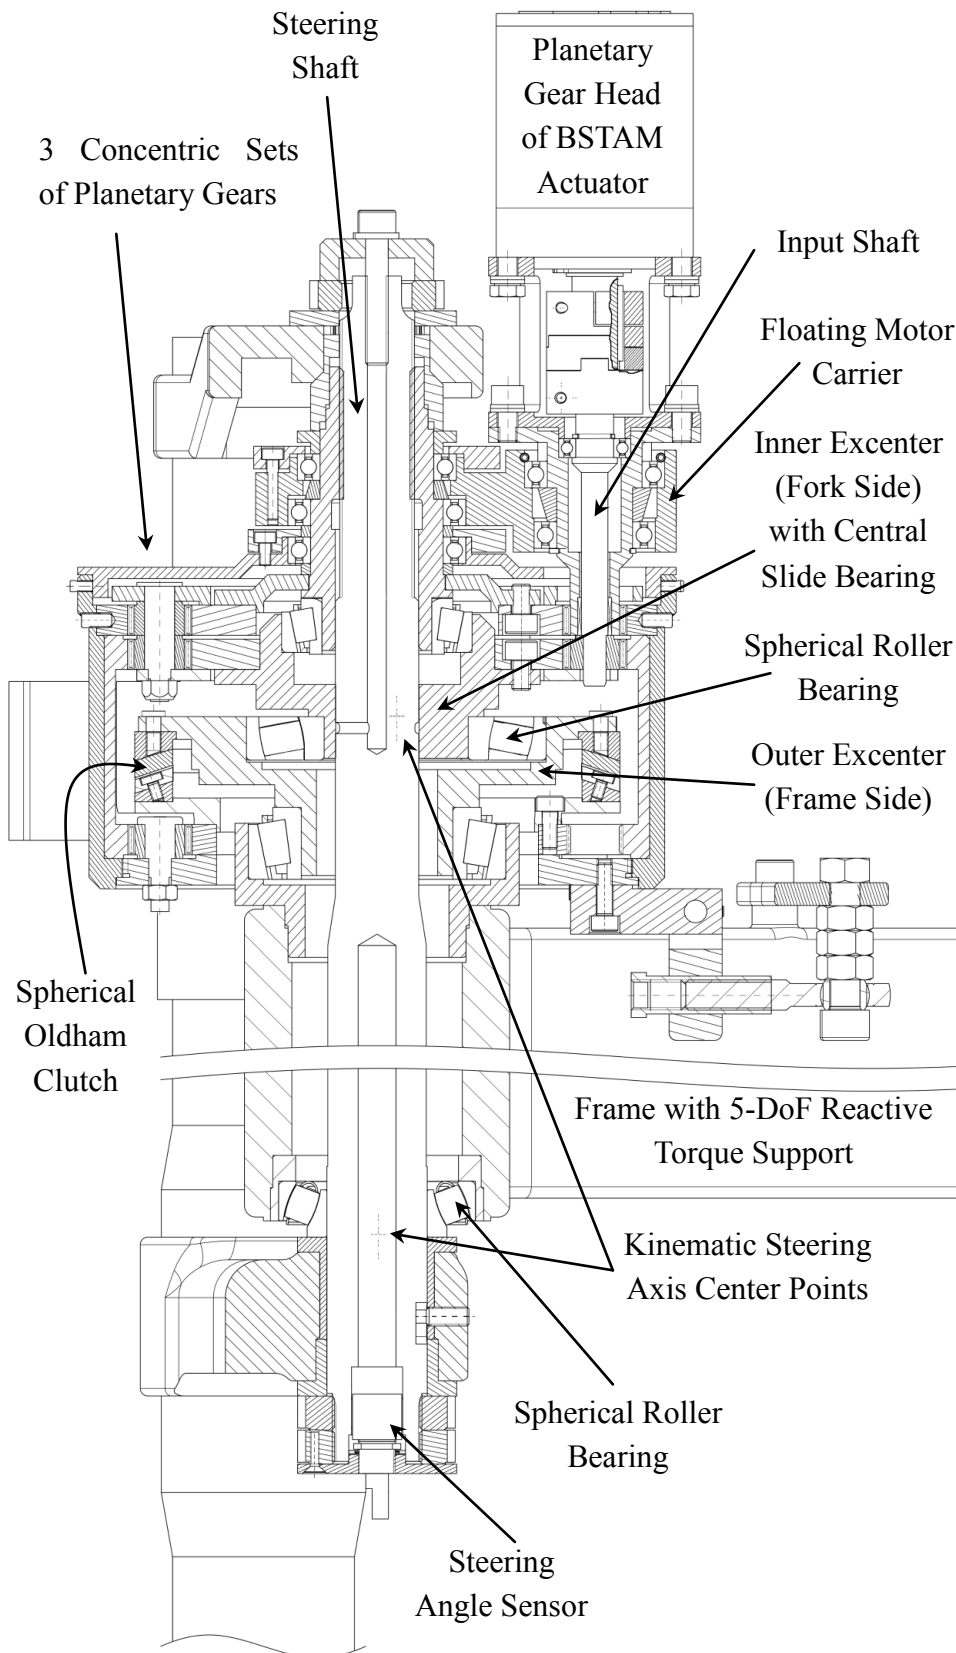 Steering
Shaft
Planetary
Gear Head
of BSTAM
Actuator
3 Concentric Sets
of Planetary Gears
Input Shaft
Floating Motor
Carrier
Inner Excenter
(Fork Side)
with Central
Slide Bearing
Spherical Roller
Bearing
Outer Excenter
(Frame Side)
Spherical
Oldham
Clutch
Frame with 5-DoF Reactive
Torque Support
Kinematic Steering
Axis Center Points
Spherical Roller
Bearing
Steering
Angle Sensor